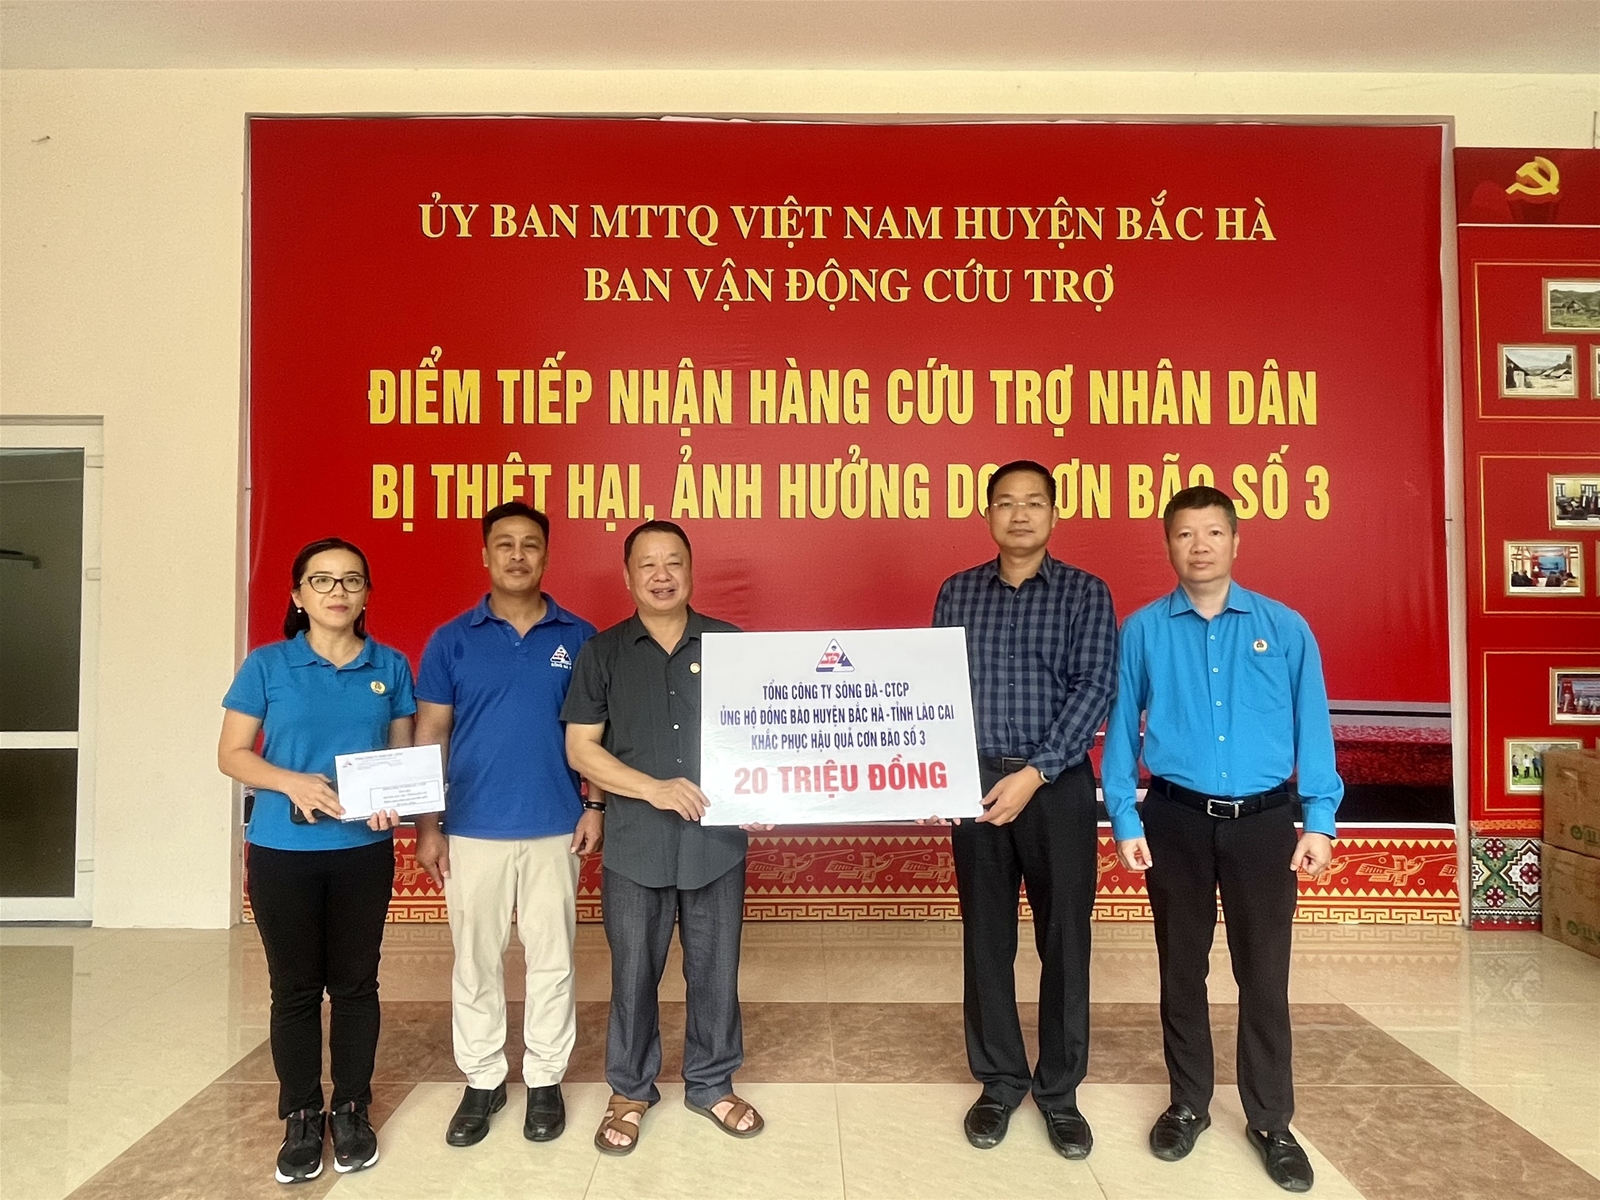 ỦY BAN MTTQ VIỆT NAM HUYỆN BẮC HÀ
BAN VẬN ĐỘNG CỨU TRỢ
ĐIỂM TIẾP NHẬN HÀNG CỨU TRỢ NHÂN DÂN
BỊ THIỆT HẠI, ẢNH HƯỞNG DO CƠN BÃO SỐ 3
TỔNG CÔNG TY SÔNG ĐÀ-CTCP
ỦNG HỘ ĐỒNG BÀO HUYỆN BẮC HÀ-TỈNH LÀO CAI
KHẮC PHỤC HẬU QUẢ CƠN BÃO SỐ 3
20 TRIỆU ĐỒNG
SÔNG ĐÀ